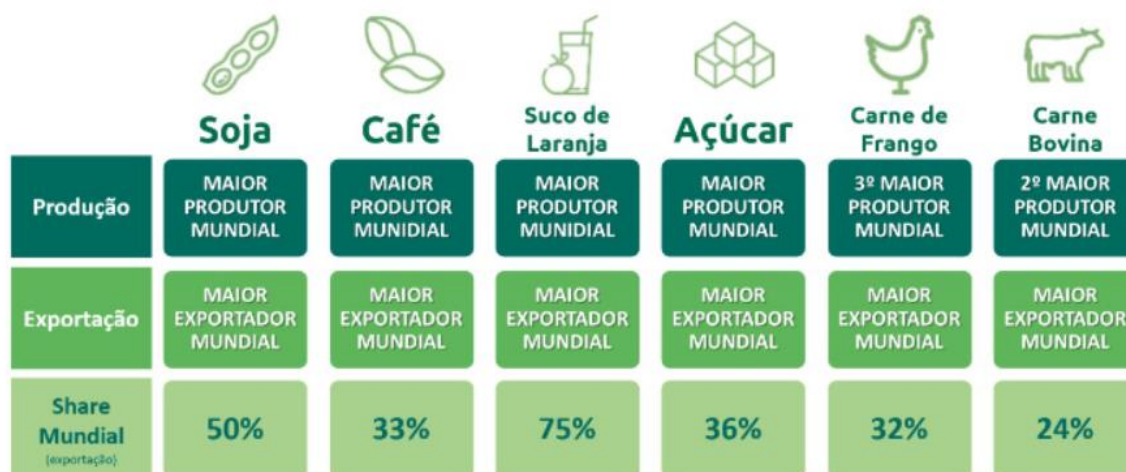 Soja
Café
Suco de
Laranja
Açúcar
Carne de
Frango
Carne
Bovina
Produção
MAIOR
PRODUTOR
MUNDIAL
MAIOR
PRODUTOR
MUNIDIAL
MAIOR
PRODUTOR
MUNIDIAL
MAIOR
PRODUTOR
MUNDIAL
3º MAIOR
PRODUTOR
MUNDIAL
2º MAIOR
PRODUTOR
MUNDIAL
Exportação
MAIOR
EXPORTADOR
MUNDIAL
MAIOR
EXPORTADOR
MUNDIAL
MAIOR
EXPORTADOR
MUNDIAL
MAIOR
EXPORTADOR
MUNDIAL
MAIOR
EXPORTADOR
MUNDIAL
MAIOR
EXPORTADOR
MUNDIAL
Share
Mundial
(exportação)
50%
33%
75%
36%
32%
24%